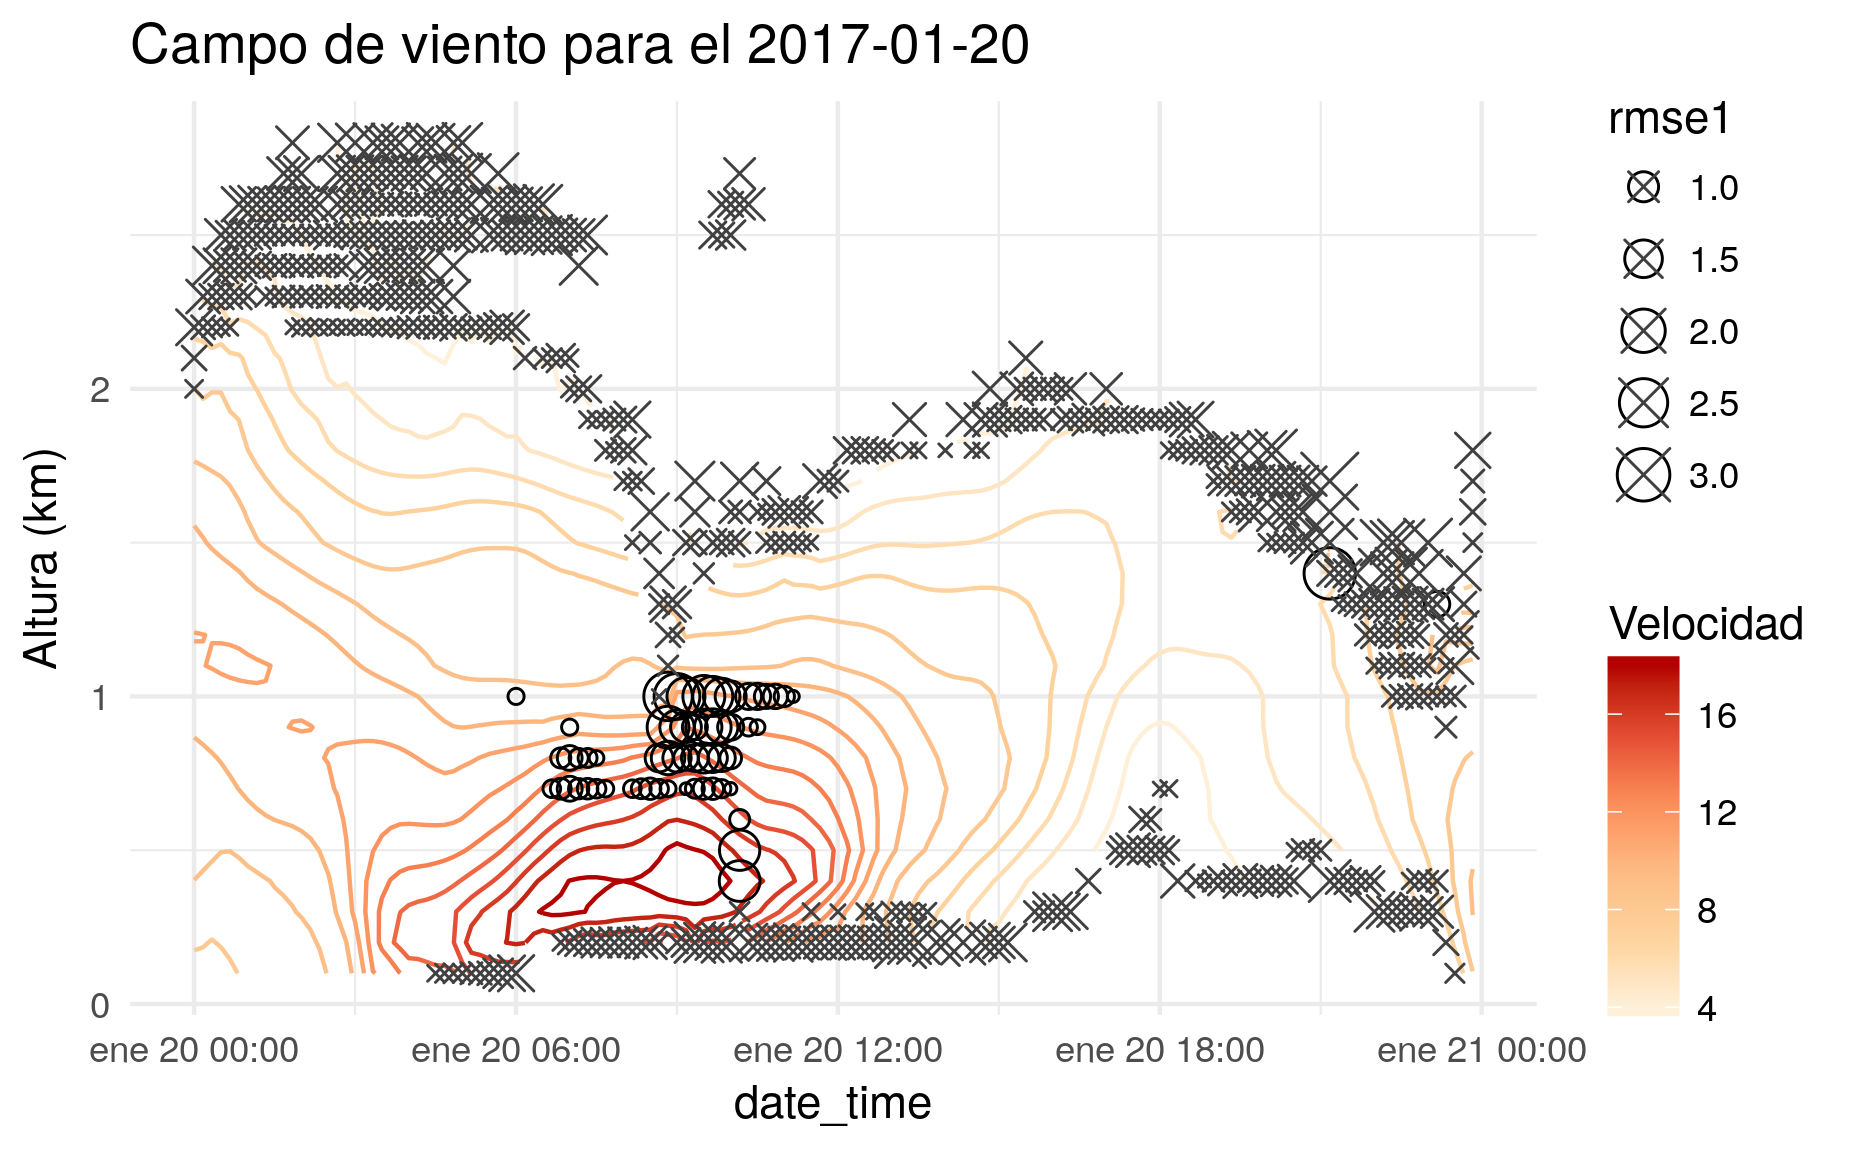 Campo de viento para el 2017-01-20
Altura (km)
2
1
0
ene 20 00:00
ene 20 06:00
ene 20 12:00
ene 20 18:00
ene 21 00:00
date_time
rmse1
1.0
1.5
2.0
2.5
3.0
Velocidad
16
12
8
4